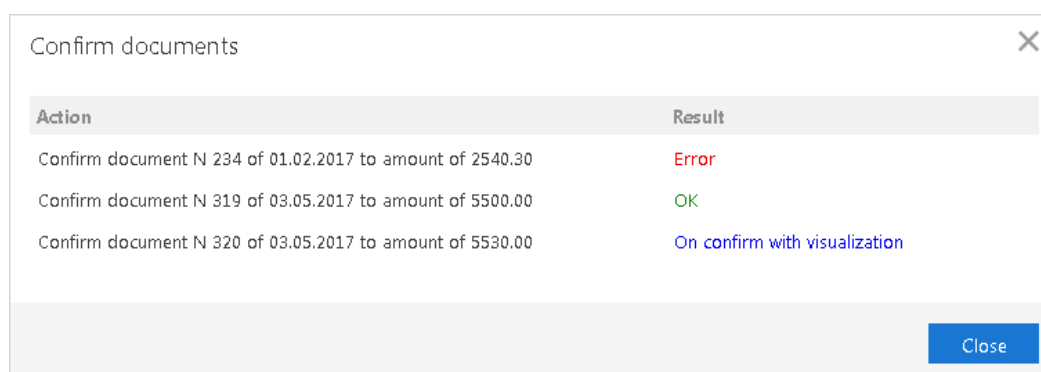 Confirm documents
Action Result
Confirm document N 234 of 01.02.2017 to amount of 2540.30 Error
Confirm document N 319 of 03.05.2017 to amount of 5500.00 OK
Confirm document N 320 of 03.05.2017 to amount of 5530.00 On confirm with visualization
Close